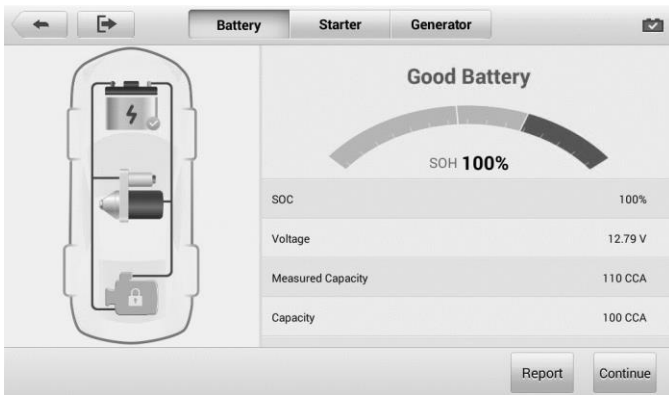 Battery Starter Generator
Good Battery
SOH 100%
SOC 100%
Voltage 12.79 V
Measured Capacity 110 CCA
Capacity 100 CCA
Report Continue